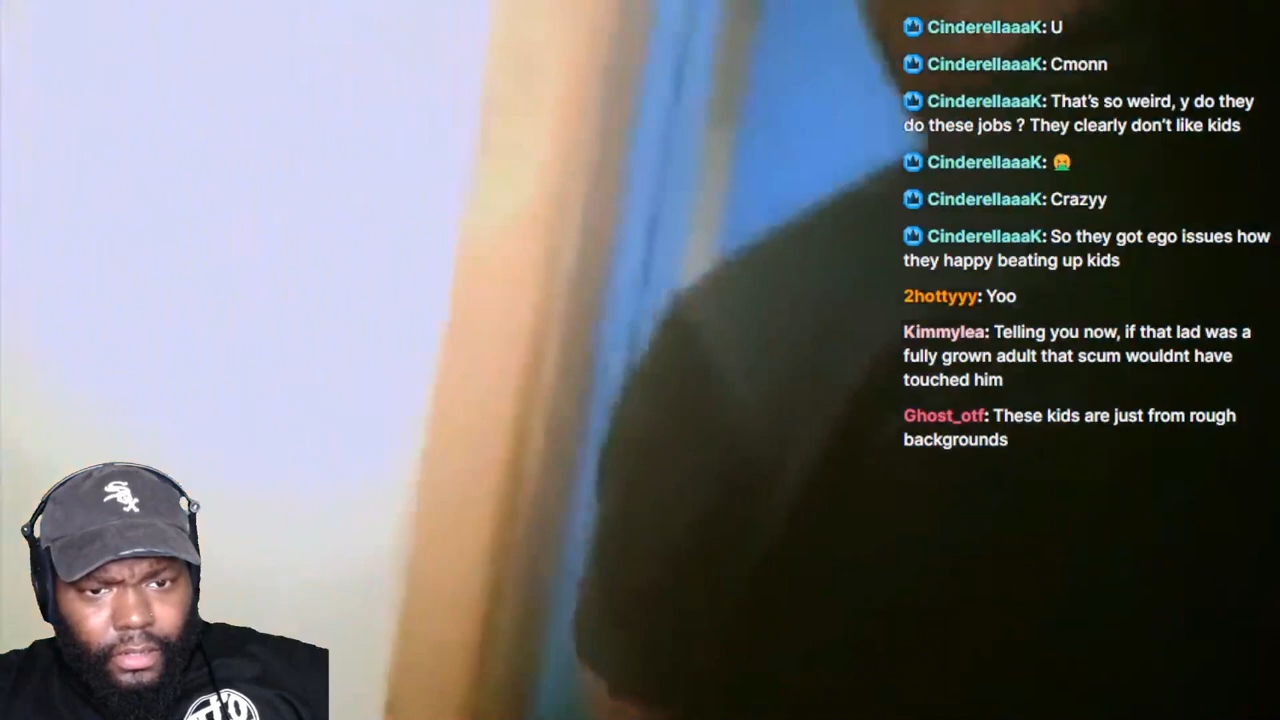 CinderellaaaK: U
CinderellaaaK: Cmonn
CinderellaaaK: That's so weird, y do they
do these jobs ? They clearly don't like kids
CinderellaaaK: 🤮
CinderellaaaK: Crazyy
CinderellaaaK: So they got ego issues how
they happy beating up kids
2hottyyy: Yoo
Kimmylea: Telling you now, if that lad was a
fully grown adult that scum wouldnt have
touched him
Ghost_otf: These kids are just from rough
backgrounds
Sox